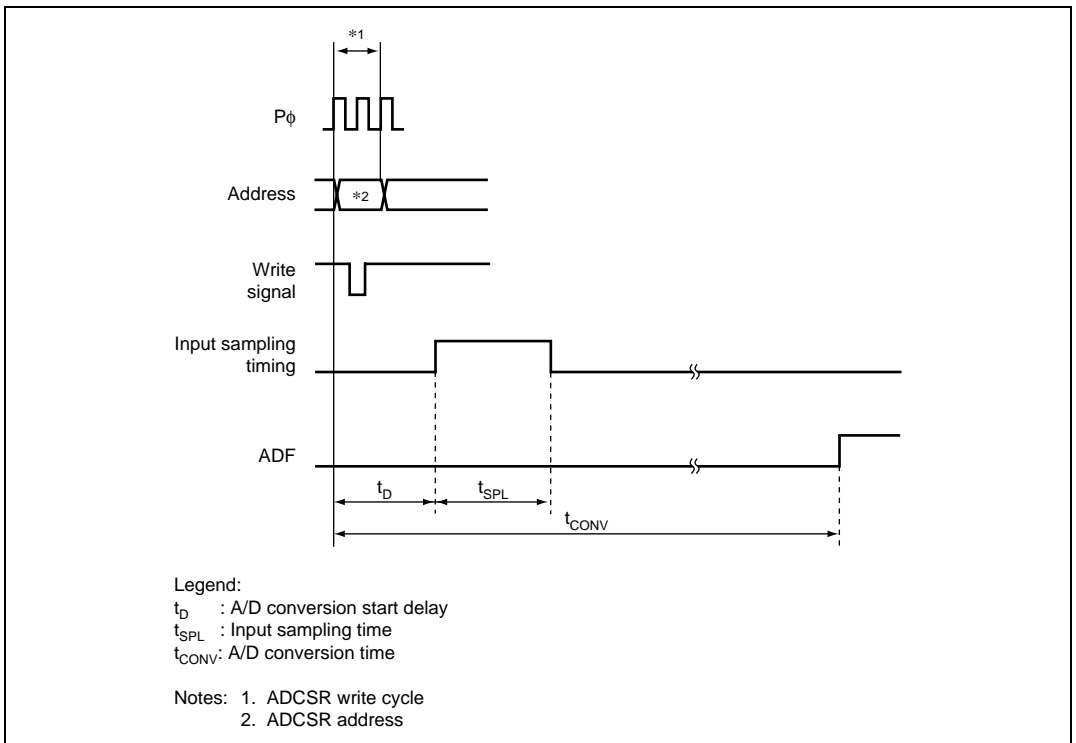 *1
Pφ
Address
*2
Write
signal
Input sampling
timing
ADF
tD
tSPL
tCONV
Legend:
tD : A/D conversion start delay
tSPL : Input sampling time
tCONV: A/D conversion time
Notes: 1. ADCSR write cycle
2. ADCSR address